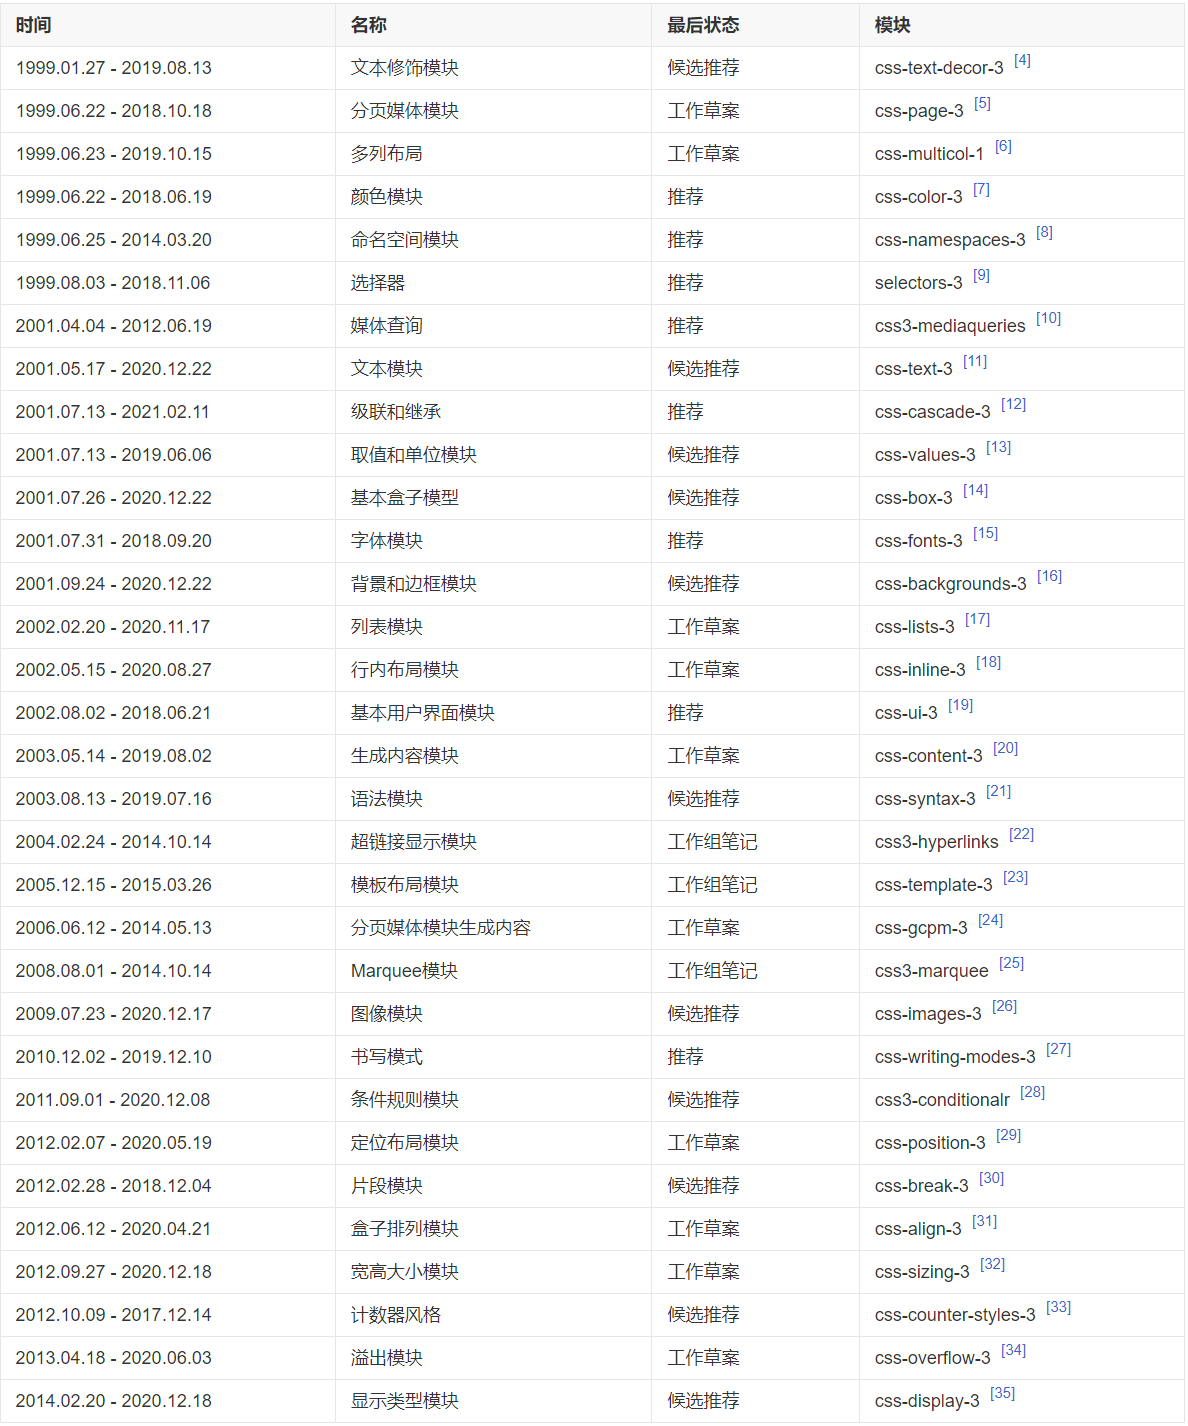 时间 名称 最后状态 模块
1999.01.27 - 2019.08.13 文本修饰模块 候选推荐 css-text-decor-3 [4]
1999.06.22 - 2018.10.18 分页媒体模块 工作草案 css-page-3 [5]
1999.06.23 - 2019.10.15 多列布局 工作草案 css-multicol-1 [6]
1999.06.22 - 2018.06.19 颜色模块 推荐 css-color-3 [7]
1999.06.25 - 2014.03.20 命名空间模块 推荐 css-namespaces-3 [8]
1999.08.03 - 2018.11.06 选择器 推荐 selectors-3 [9]
2001.04.04 - 2012.06.19 媒体查询 推荐 css3-mediaqueries [10]
2001.05.17 - 2020.12.22 文本模块 候选推荐 css-text-3 [11]
2001.07.13 - 2021.02.11 级联和继承 推荐 css-cascade-3 [12]
2001.07.13 - 2019.06.06 取值和单位模块 候选推荐 css-values-3 [13]
2001.07.26 - 2020.12.22 基本盒子模型 候选推荐 css-box-3 [14]
2001.07.31 - 2018.09.20 字体模块 推荐 css-fonts-3 [15]
2001.09.24 - 2020.12.22 背景和边框模块 候选推荐 css-backgrounds-3 [16]
2002.02.20 - 2020.11.17 列表模块 工作草案 css-lists-3 [17]
2002.05.15 - 2020.08.27 行内布局模块 工作草案 css-inline-3 [18]
2002.08.02 - 2018.06.21 基本用户界面模块 推荐 css-ui-3 [19]
2003.05.14 - 2019.08.02 生成内容模块 工作草案 css-content-3 [20]
2003.08.13 - 2019.07.16 语法模块 候选推荐 css-syntax-3 [21]
2004.02.24 - 2014.10.14 超链接显示模块 工作组笔记 css3-hyperlinks [22]
2005.12.15 - 2015.03.26 模板布局模块 工作组笔记 css-template-3 [23]
2006.06.12 - 2014.05.13 分页媒体模块生成内容 工作草案 css-gcpm-3 [24]
2008.08.01 - 2014.10.14 Marquee模块 工作组笔记 css3-marquee [25]
2009.07.23 - 2020.12.17 图像模块 候选推荐 css-images-3 [26]
2010.12.02 - 2019.12.10 书写模式 推荐 css-writing-modes-3 [27]
2011.09.01 - 2020.12.08 条件规则模块 候选推荐 css3-conditionalr [28]
2012.02.07 - 2020.05.19 定位布局模块 工作草案 css-position-3 [29]
2012.02.28 - 2018.12.04 片段模块 候选推荐 css-break-3 [30]
2012.06.12 - 2020.04.21 盒子排列模块 工作草案 css-align-3 [31]
2012.09.27 - 2020.12.18 宽高大小模块 工作草案 css-sizing-3 [32]
2012.10.09 - 2017.12.14 计数器风格 候选推荐 css-counter-styles-3 [33]
2013.04.18 - 2020.06.03 溢出模块 工作草案 css-overflow-3 [34]
2014.02.20 - 2020.12.18 显示类型模块 候选推荐 css-display-3 [35]